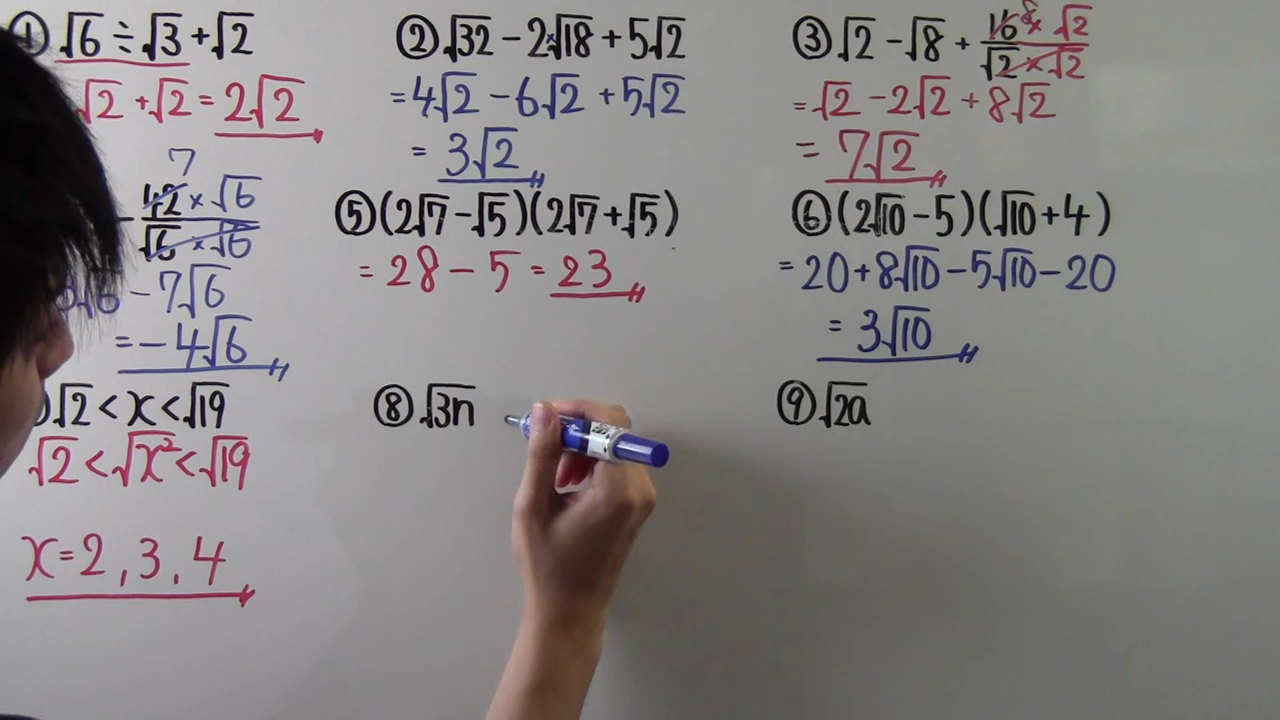 ① √6 ÷ √3 + √2
√2 + √2 = 2√2
7
42 × √6
√6 × √6
- 7√6
= -4√6
√2 < x < √19
√2 < √x² < √19
x = 2, 3, 4
② √32 - 2×√18 + 5√2
= 4√2 - 6√2 + 5√2
= 3√2
⑤ (2√7 - √5)(2√7 + √5)
= 28 - 5 = 23
⑧ √3n
③ √2 - √8 + 16 8 × √2 / √2 × √2
= √2 - 2√2 + 8√2
= 7√2
⑥ (2√10 - 5)(√10 + 4)
= 20 + 8√10 - 5√10 - 20
= 3√10
⑨ √2a